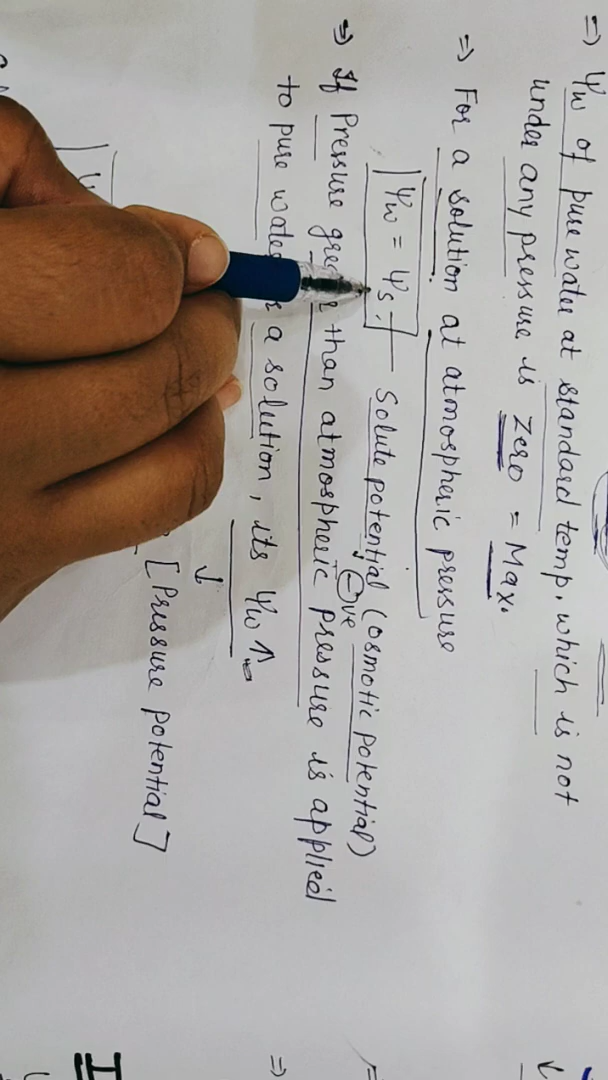 =) Ψw of pure water at standard temp. which is not
under any pressure is zero = Max.
=) For a solution at atmospheric pressure
Ψw = Ψs Solute potential (osmotic potential)
⊖ve
=) If Pressure than atmospheric pressure is applied
to pure a solution, its Ψw ↑
↓
[Pressure potential]
=)